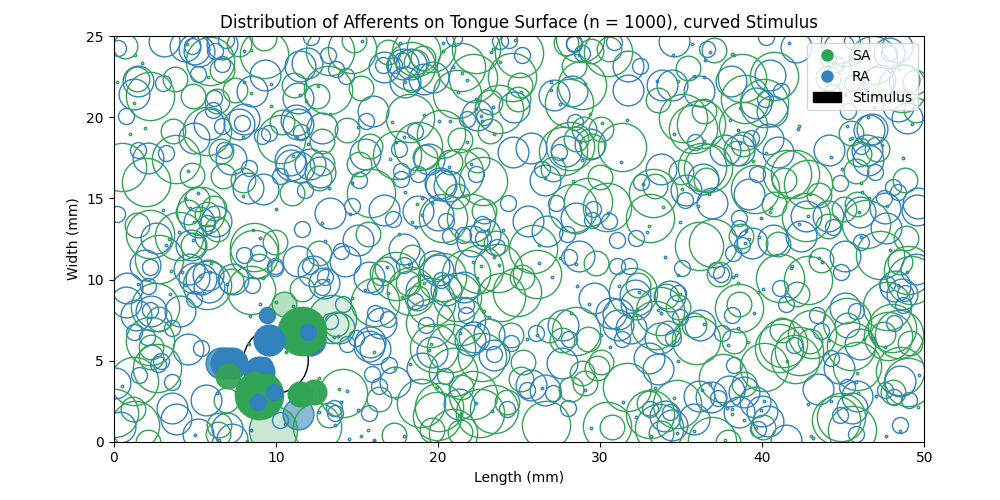 Distribution of Afferents on Tongue Surface (n = 1000), curved Stimulus
SA
RA
Stimulus
25
20
15
10
5
0
Width (mm)
0 10 20 30 40 50
Length (mm)